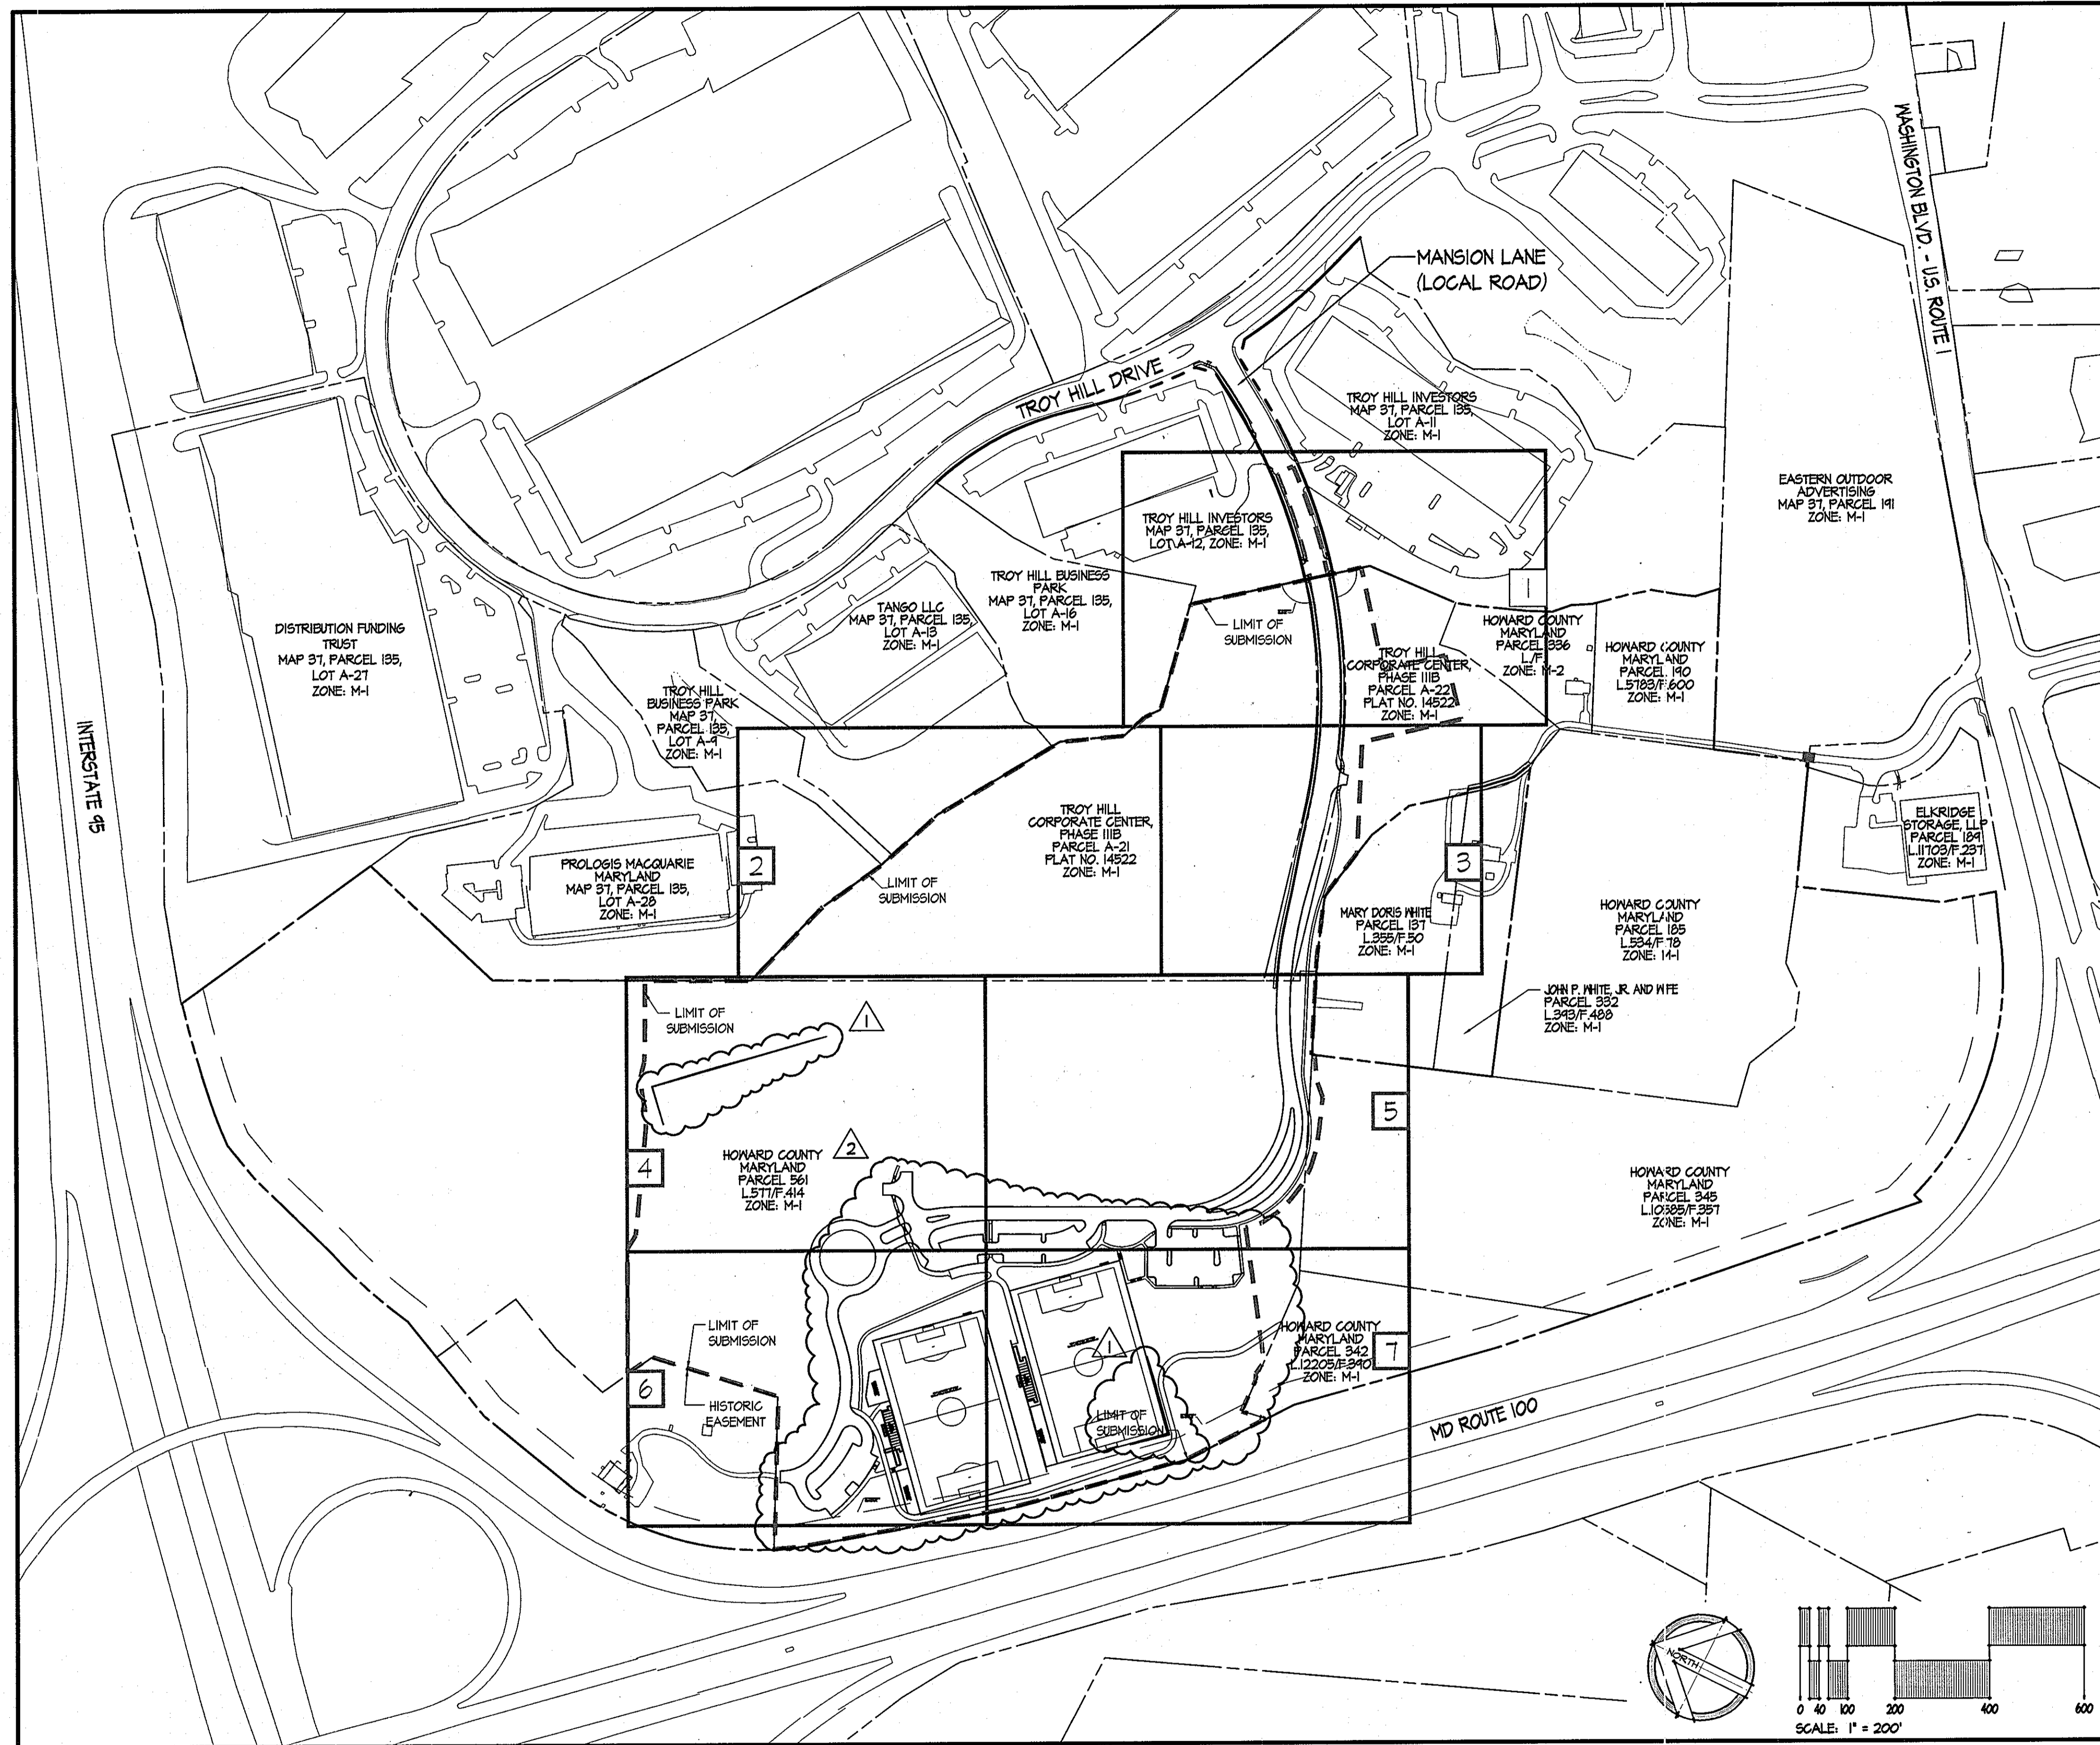 WASHINGTON BLVD. - U.S. ROUTE 1
MANSION LANE
(LOCAL ROAD)
TROY HILL DRIVE
TROY HILL INVESTORS
MAP 37, PARCEL 135,
LOT A-11
ZONE: M-1
EASTERN OUTDOOR
ADVERTISING
MAP 37, PARCEL 191
ZONE: M-1
TROY HILL INVESTORS
MAP 37, PARCEL 135,
LOT A-12, ZONE: M-1
TROY HILL BUSINESS
PARK
MAP 37, PARCEL 135,
LOT A-16
ZONE: M-1
1
TANGO LLC
MAP 37, PARCEL 135,
LOT A-13
ZONE: M-1
DISTRIBUTION FUNDING
TRUST
MAP 37, PARCEL 135,
LOT A-27
ZONE: M-1
LIMIT OF
SUBMISSION
HOWARD COUNTY
MARYLAND
PARCEL 336
L./F.
ZONE: M-2
HOWARD COUNTY
MARYLAND
PARCEL 190
L.5783/F.600
ZONE: M-1
TROY HILL
CORPORATE CENTER,
PHASE IIIB
PARCEL A-22
PLAT NO. 14522
ZONE: M-1
TROY HILL
BUSINESS PARK
MAP 37,
PARCEL 135,
LOT A-9
ZONE: M-1
INTERSTATE 95
TROY HILL
CORPORATE CENTER,
PHASE IIIB
PARCEL A-21
PLAT NO. 14522
ZONE: M-1
ELKRIDGE
STORAGE, LLP
PARCEL 189
L.11703/F.237
ZONE: M-1
PROLOGIS MACQUARIE
MARYLAND
MAP 37, PARCEL 135,
LOT A-28
ZONE: M-1
2
3
LIMIT OF
SUBMISSION
MARY DORIS WHITE
PARCEL 137
L.355/F.50
ZONE: M-1
HOWARD COUNTY
MARYLAND
PARCEL 185
L.534/F.78
ZONE: M-1
JOHN P. WHITE, JR. AND WIFE
PARCEL 332
L.393/F.488
ZONE: M-1
LIMIT OF
SUBMISSION
1
5
2
4
HOWARD COUNTY
MARYLAND
PARCEL 561
L.577/F.414
ZONE: M-1
HOWARD COUNTY
MARYLAND
PARCEL 345
L.10585/F.357
ZONE: M-1
LIMIT OF
SUBMISSION
1
HOWARD COUNTY
MARYLAND
PARCEL 342
L.12205/F.390
ZONE: M-1
7
6
HISTORIC
EASEMENT
LIMIT OF
SUBMISSION
MD ROUTE 100
NORTH
0 40 100 200 400 600
SCALE: 1" = 200'